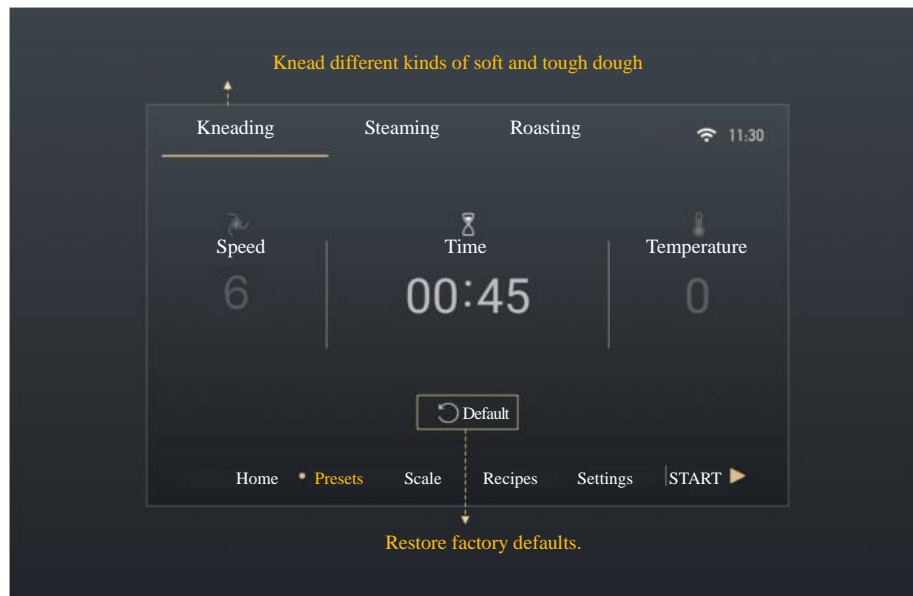 Knead different kinds of soft and tough dough
Kneading Steaming Roasting 11:30
Speed Time Temperature
6 00:45 0
Default
Home • Presets Scale Recipes Settings START
Restore factory defaults.